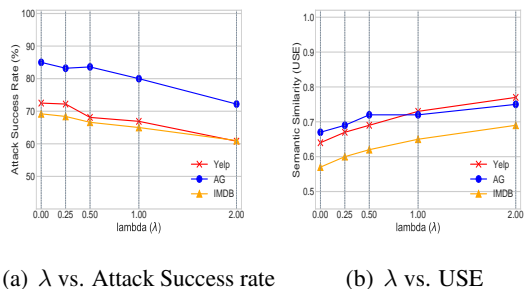 100
90
80
70
60
50
Attack Success Rate (%)
Yelp
AG
IMDB
0.00 0.25 0.50 1.00 2.00
lambda (λ)
1.0
0.9
0.8
0.7
0.6
0.5
Semantic Similarity (USE)
Yelp
AG
IMDB
0.00 0.25 0.50 1.00 2.00
lambda (λ)
(a) λ vs. Attack Success rate
(b) λ vs. USE